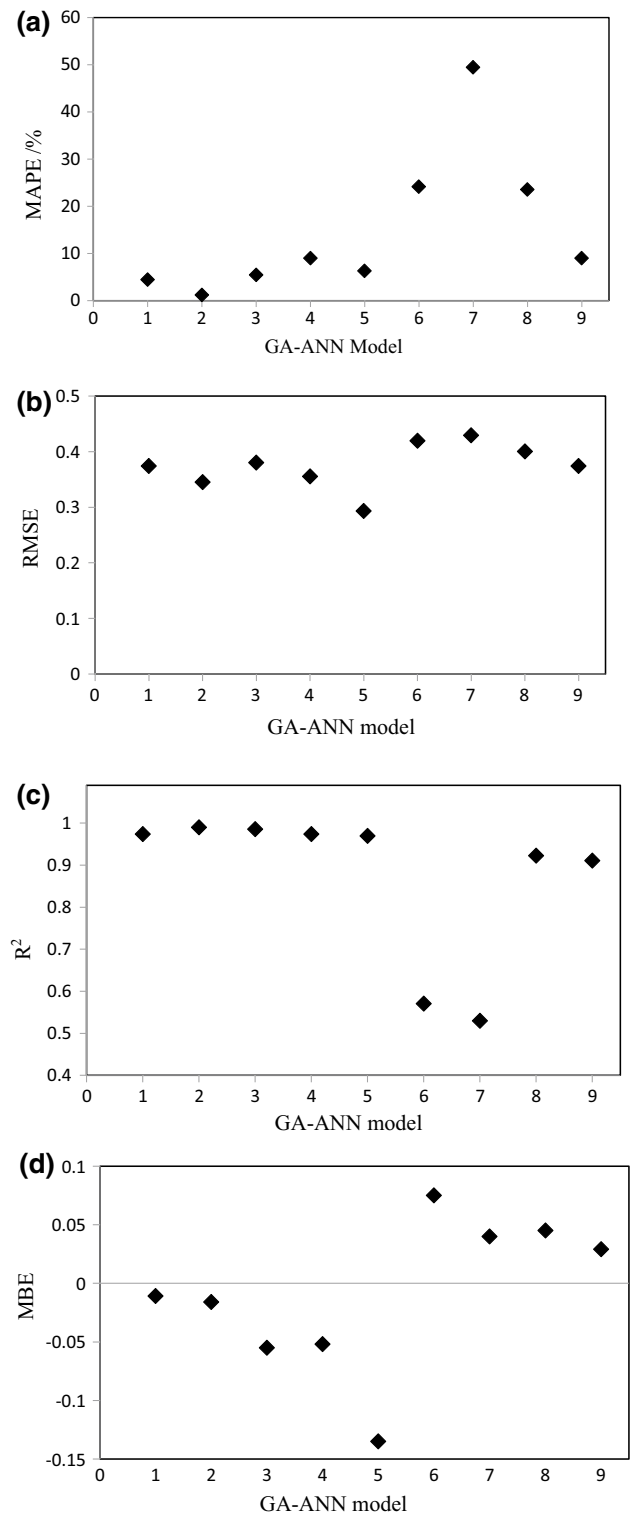 (a)
60
50
40
30
20
10
0
MAPE /%
0 1 2 3 4 5 6 7 8 9
GA-ANN Model
(b)
0.5
0.4
0.3
0.2
0.1
0
RMSE
0 1 2 3 4 5 6 7 8 9
GA-ANN model
(c)
1
0.9
0.8
0.7
0.6
0.5
0.4
R²
0 1 2 3 4 5 6 7 8 9
GA-ANN model
(d)
0.1
0.05
0
-0.05
-0.1
-0.15
MBE
0 1 2 3 4 5 6 7 8 9
GA-ANN model